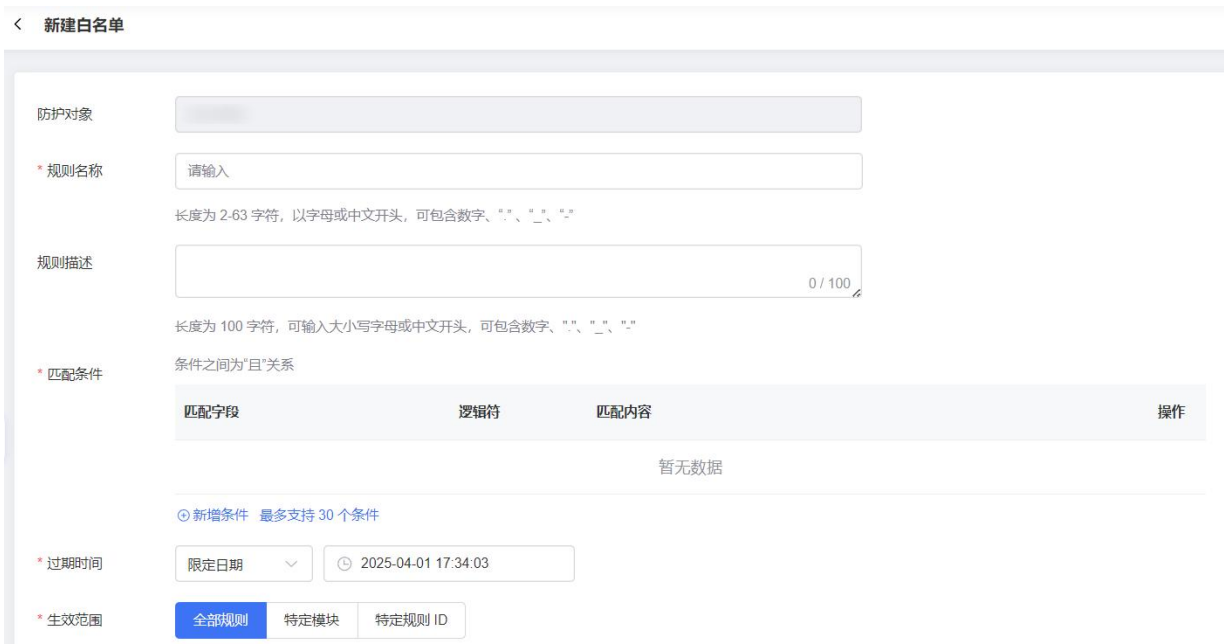 新建白名单
防护对象
* 规则名称 请输入
长度为 2-63 字符，以字母或中文开头，可包含数字、“.”、“_”、“-”
规则描述
0 / 100
长度为 100 字符，可输入大小写字母或中文开头，可包含数字、"."、"_"、"-"
* 匹配条件 条件之间为“且”关系
匹配字段 逻辑符 匹配内容 操作
暂无数据
新增条件 最多支持 30 个条件
* 过期时间 限定日期 2025-04-01 17:34:03
* 生效范围 全部规则 特定模块 特定规则 ID